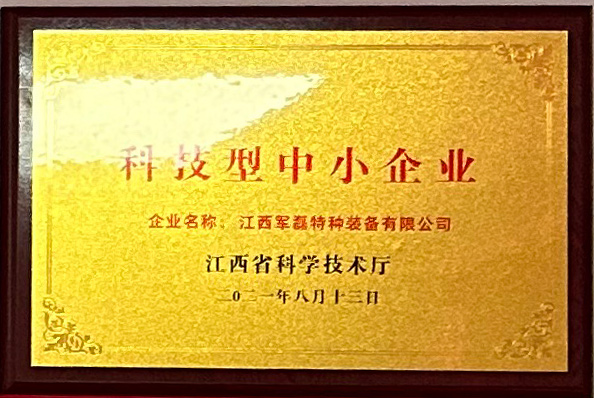 科技型中小企业
企业名称：江西军磊特种装备有限公司
江西省科学技术厅
二〇二一年八月十三日